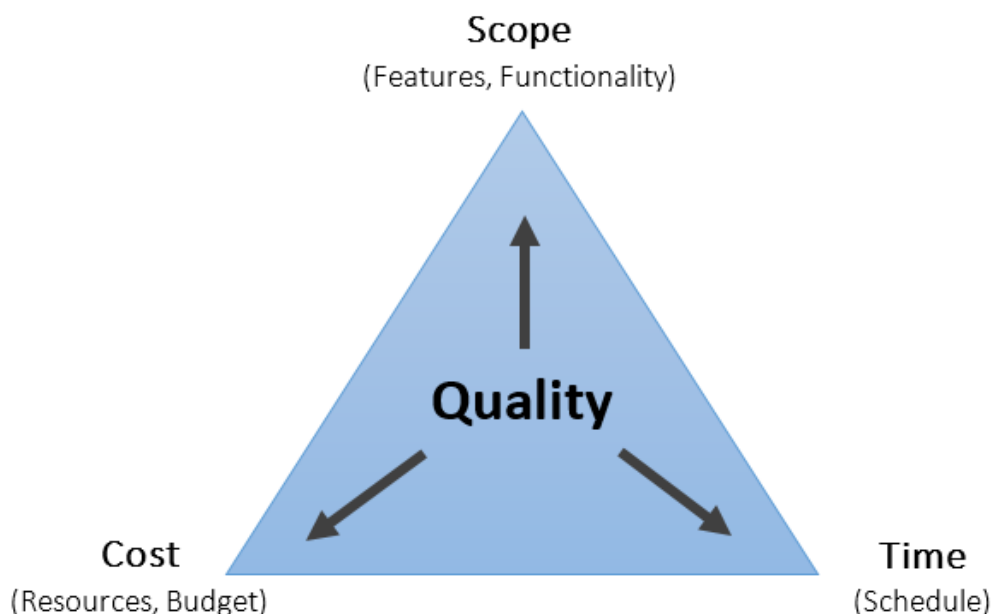 Scope
(Features, Functionality)
Quality
Cost
(Resources, Budget)
Time
(Schedule)